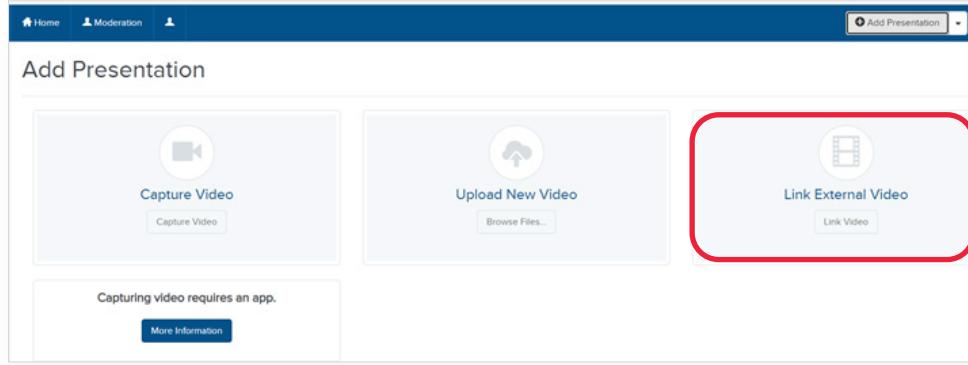 Home Moderation Add Presentation
Add Presentation
Capture Video Upload New Video Link External Video
Capture Video Browse Files... Link Video
Capturing video requires an app.
More Information